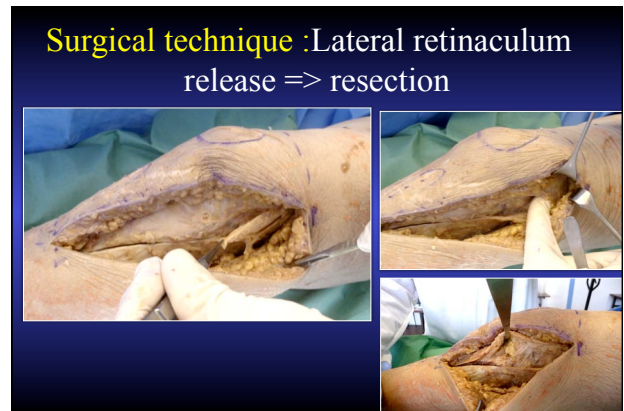 Surgical technique :Lateral retinaculum
release => resection